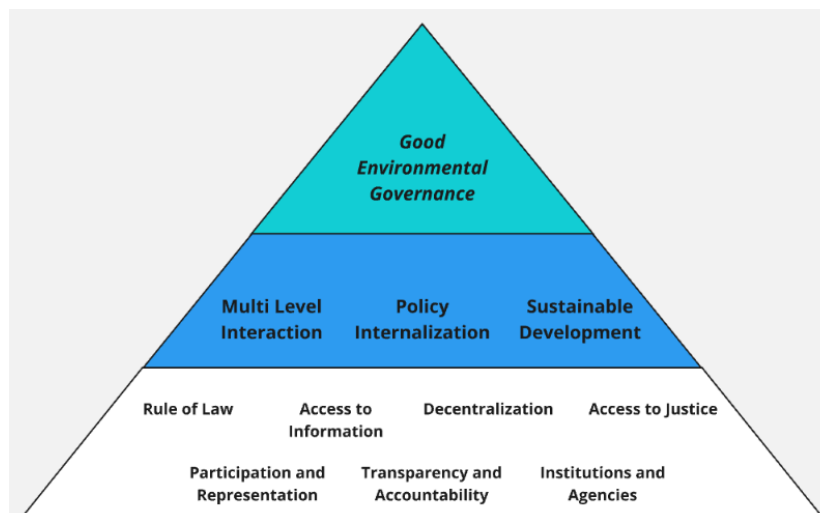 Good
Environmental
Governance
Multi Level
Interaction
Policy
Internalization
Sustainable
Development
Rule of Law
Access to
Information
Decentralization
Access to Justice
Participation and
Representation
Transparency and
Accountability
Institutions and
Agencies